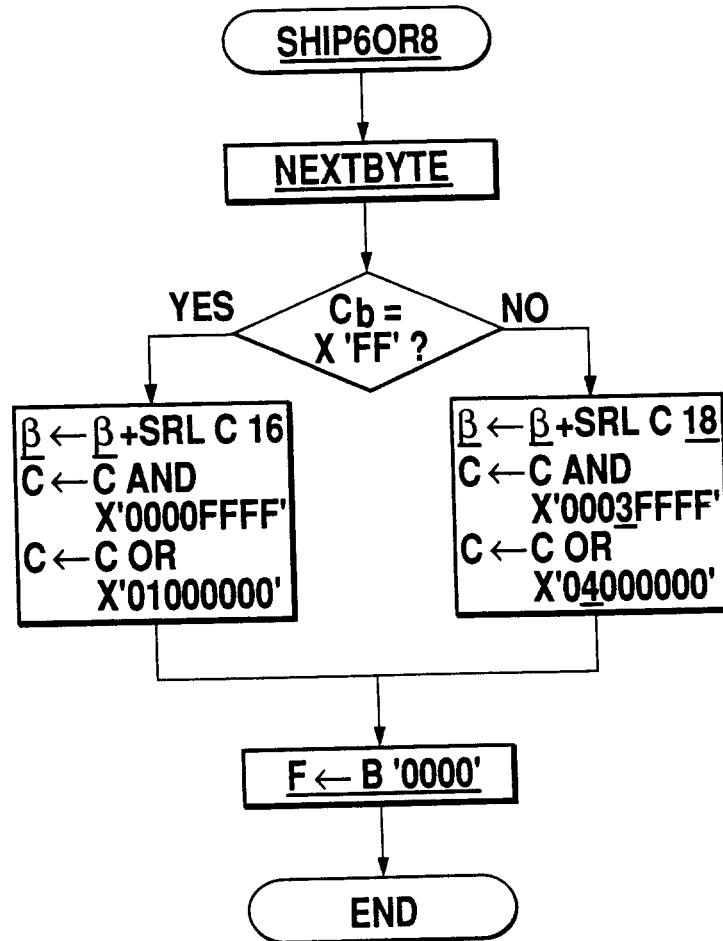 SHIP6OR8
NEXTBYTE
Cb =
X 'FF' ?
YES
NO
β ← β+SRL C 16
C ← C AND
X'0000FFFF'
C ← C OR
X'01000000'
β ← β+SRL C 18
C ← C AND
X'0003FFFF'
C ← C OR
X'04000000'
F ← B '0000'
END